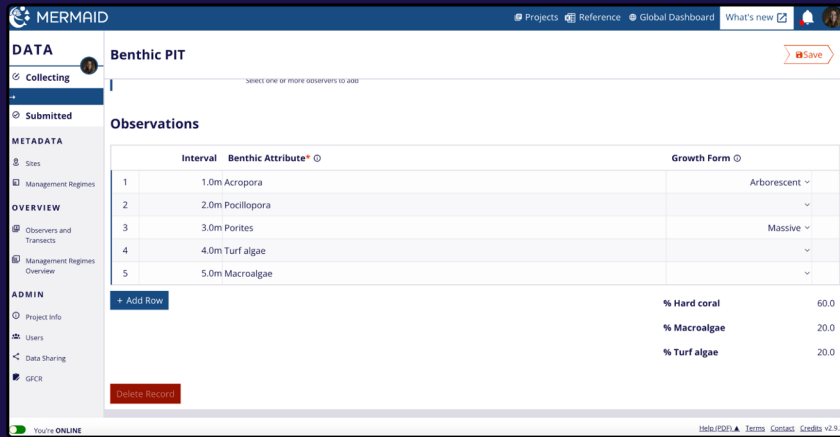 MERMAID
Projects Reference Global Dashboard What's new
DATA
Collecting
Submitted
METADATA
Sites
Management Regimes
OVERVIEW
Observers and
Transects
Management Regimes
Overview
ADMIN
Project Info
Users
Data Sharing
GFCR
Benthic PIT
Save
Select one or more observers to add
Observations
Interval Benthic Attribute* Growth Form
1 1.0m Acropora Arborescent
2 2.0m Pocillopora
3 3.0m Porites Massive
4 4.0m Turf algae
5 5.0m Macroalgae
+ Add Row
% Hard coral 60.0
% Macroalgae 20.0
% Turf algae 20.0
Delete Record
You're ONLINE
Help (PDF) ▲ Terms Contact Credits v2.9.